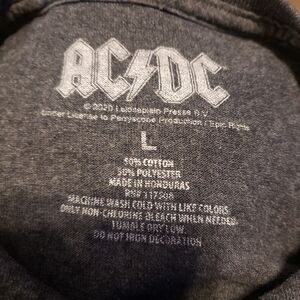 AC⚡DC
© 2020 Leidseplein Presse B.V.
Under License to Perryscope Production / Epic Rights
L
50% COTTON
50% POLYESTER
MADE IN HONDURAS
RN# 117508
MACHINE WASH COLD WITH LIKE COLORS.
ONLY NON-CHLORINE BLEACH WHEN NEEDED.
TUMBLE DRY LOW.
DO NOT IRON DECORATION